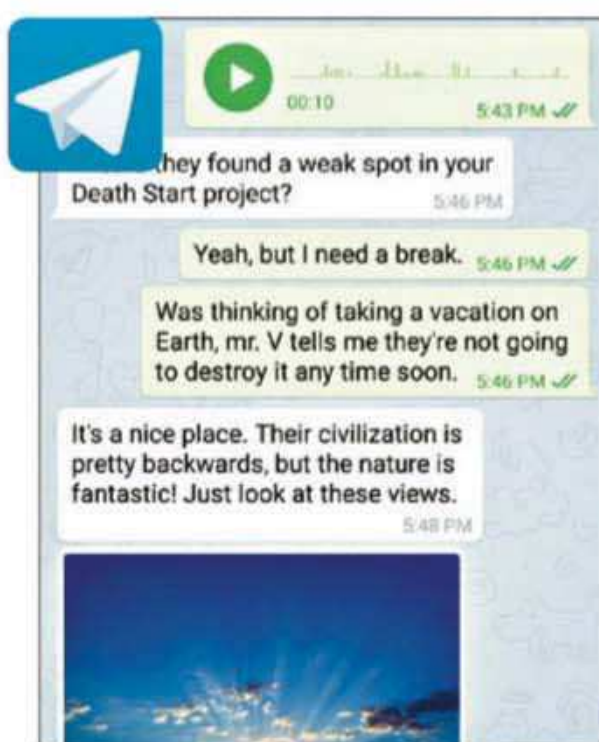 00:10
5:43 PM
they found a weak spot in your
Death Start project?
5:46 PM
Yeah, but I need a break.
5:46 PM
Was thinking of taking a vacation on
Earth, mr. V tells me they're not going
to destroy it any time soon.
5:46 PM
It's a nice place. Their civilization is
pretty backwards, but the nature is
fantastic! Just look at these views.
5:48 PM